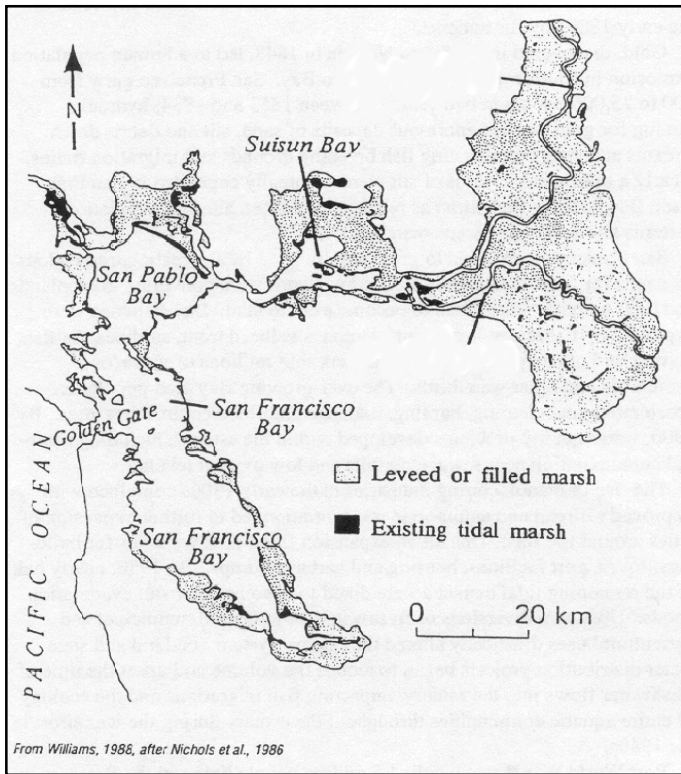 N
Suisun Bay
San Pablo
Bay
San Francisco
Bay
Golden Gate
Leveed or filled marsh
Existing tidal marsh
San Francisco
Bay
0 20 km
PACIFIC OCEAN
From Williams, 1988, after Nichols et al., 1986